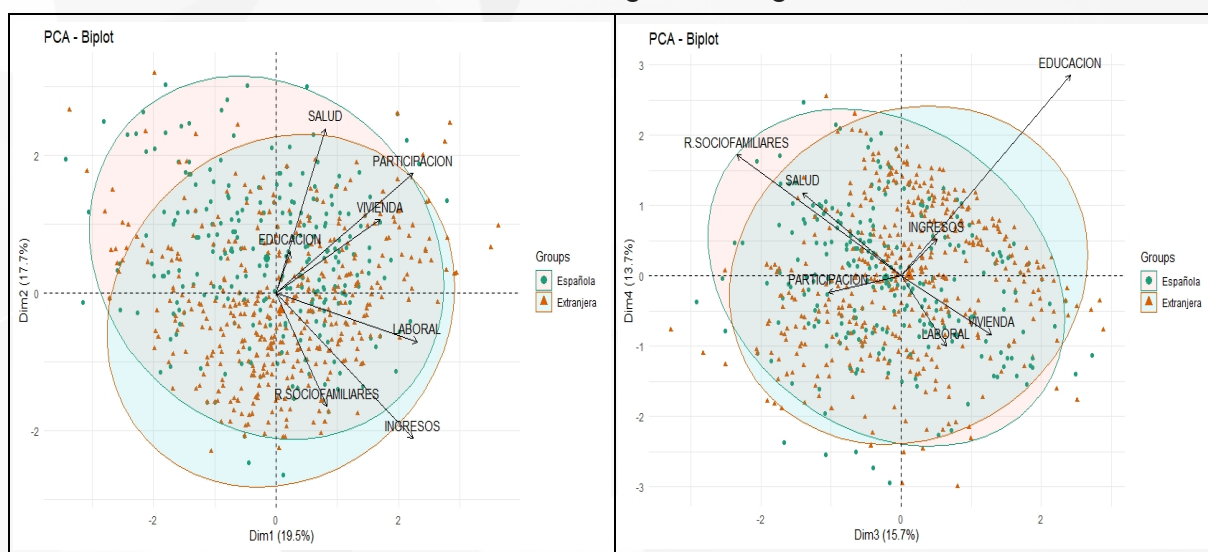 PCA - Biplot
SALUD
PARTICIPACION
VIVIENDA
EDUCACION
LABORAL
R.SOCIOFAMILIARES
INGRESOS
2
0
-2
Dim2 (17.7%)
-2
0
2
Dim1 (19.5%)
Groups
Española
Extranjera
PCA - Biplot
EDUCACION
R.SOCIOFAMILIARES
SALUD
INGRESOS
PARTICIPACION
VIVIENDA
LABORAL
3
2
1
0
-1
-2
-3
Dim4 (13.7%)
-2
0
2
Dim3 (15.7%)
Groups
Española
Extranjera